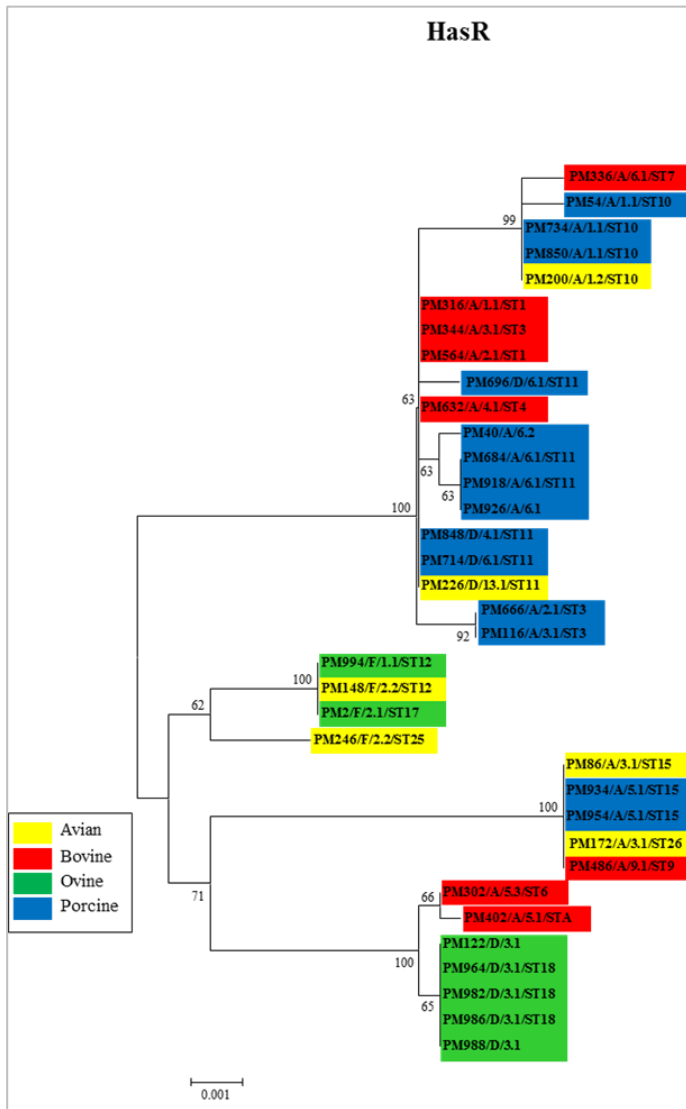 HasR
PM336/A/6.1/ST7
PM54/A/1.1/ST10
99
PM734/A/1.1/ST10
PM850/A/1.1/ST10
PM200/A/1.2/ST10
PM316/A/1.1/ST1
PM344/A/3.1/ST3
PM564/A/2.1/ST1
PM696/D/6.1/ST11
63
PM632/A/4.1/ST4
PM40/A/6.2
PM684/A/6.1/ST11
63
PM918/A/6.1/ST11
63
PM926/A/6.1
100
PM848/D/4.1/ST11
PM714/D/6.1/ST11
PM226/D/13.1/ST11
PM666/A/2.1/ST3
92
PM116/A/3.1/ST3
PM994/F/1.1/ST12
100
PM148/F/2.2/ST12
62
PM2/F/2.1/ST17
PM246/F/2.2/ST25
PM86/A/3.1/ST15
PM934/A/5.1/ST15
100
PM954/A/5.1/ST15
PM172/A/3.1/ST26
PM486/A/9.1/ST9
Avian
Bovine
Ovine
Porcine
71
66
PM302/A/5.3/ST6
PM402/A/5.1/STA
PM122/D/3.1
100
PM964/D/3.1/ST18
PM982/D/3.1/ST18
65
PM986/D/3.1/ST18
PM988/D/3.1
0.001